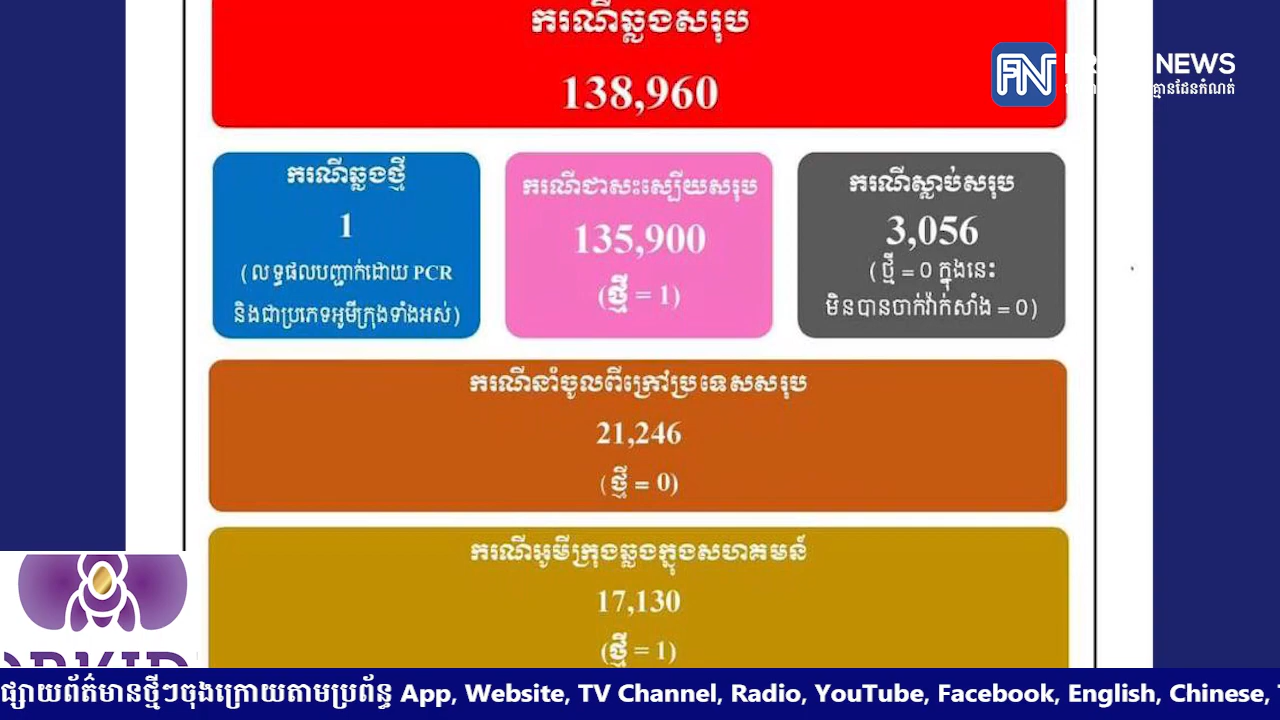 ករណីឆ្លងសរុប
138,960
NEWS
គ្មានដែនកំណត់
ករណីឆ្លងថ្មី
1
(លទ្ធផលបញ្ជាក់ដោយ PCR
និងជាប្រភេទអូមីក្រុងទាំងអស់)
ករណីជាសះស្បើយសរុប
135,900
(ថ្មី = 1)
ករណីស្លាប់សរុប
3,056
(ថ្មី = 0 ក្នុងនេះ
មិនបានចាក់វ៉ាក់សាំង = 0)
ករណីនាំចូលពីក្រៅប្រទេសសរុប
21,246
(ថ្មី = 0)
ករណីអូមីក្រុងឆ្លងក្នុងសហគមន៍
17,130
(ថ្មី = 1)
ផ្សាយព័ត៌មានថ្មីៗចុងក្រោយតាមប្រព័ន្ធ App, Website, TV Channel, Radio, YouTube, Facebook, English, Chinese,